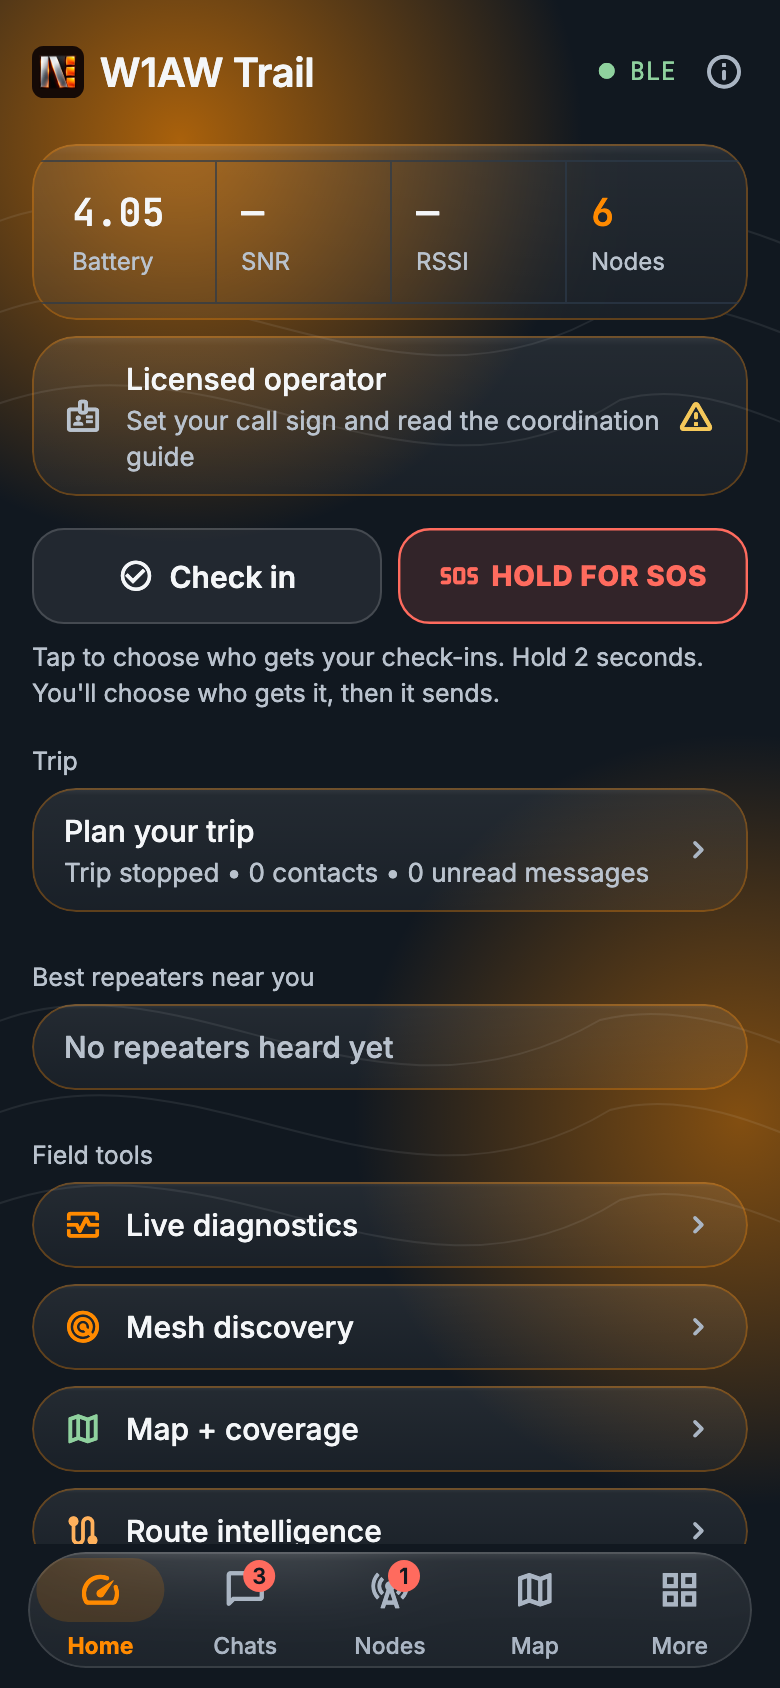 W1AW Trail
BLE
4.05
Battery
–
SNR
–
RSSI
6
Nodes
Licensed operator
Set your call sign and read the coordination
guide
Check in
SOS HOLD FOR SOS
Tap to choose who gets your check-ins. Hold 2 seconds.
You'll choose who gets it, then it sends.
Trip
Plan your trip
Trip stopped • 0 contacts • 0 unread messages
Best repeaters near you
No repeaters heard yet
Field tools
Live diagnostics
Mesh discovery
Map + coverage
Route intelligence
3
1
Home
Chats
Nodes
Map
More